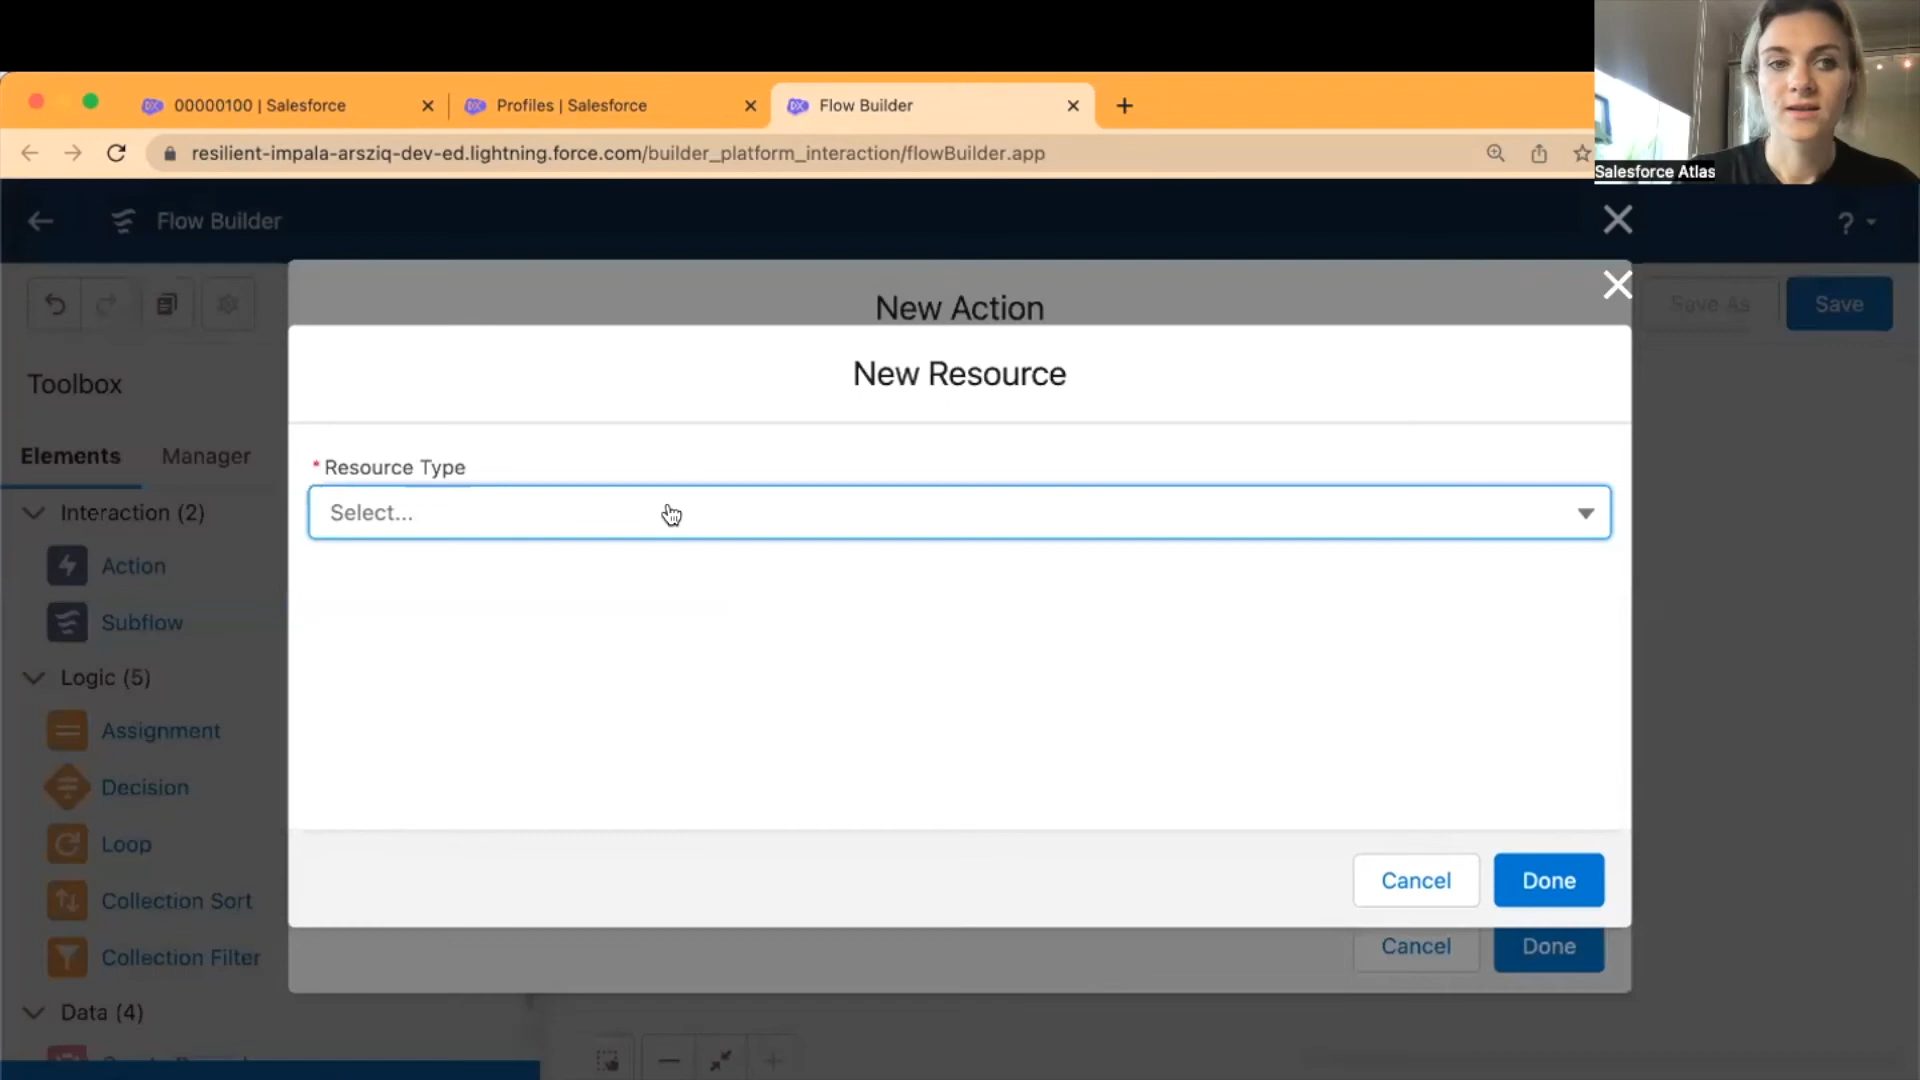 00000100 | Salesforce
Profiles | Salesforce
Flow Builder
resilient-impala-arsziq-dev-ed.lightning.force.com/builder_platform_interaction/flowBuilder.app
Salesforce Atlas
Flow Builder
?
New Action
Save As
Save
New Resource
Toolbox
Elements
Manager
* Resource Type
Select...
Interaction (2)
Action
Subflow
Logic (5)
Assignment
Decision
Loop
Collection Sort
Collection Filter
Cancel
Done
Cancel
Done
Data (4)